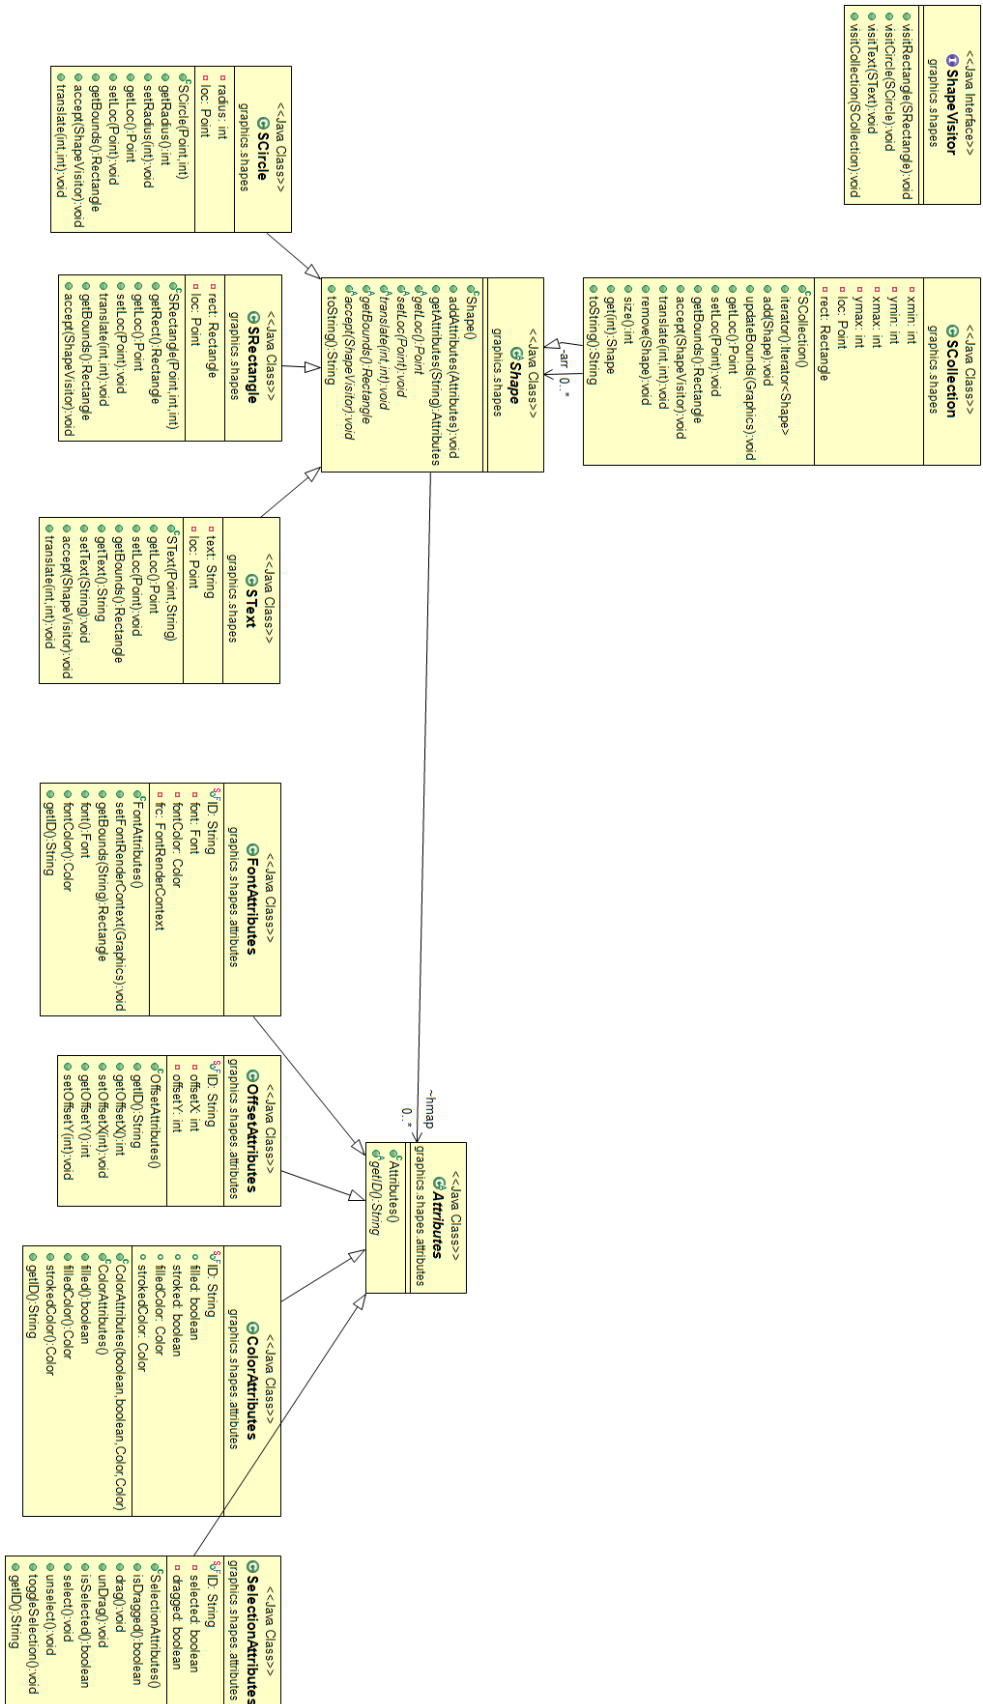 <<Java Interface>>
ShapeVisitor
graphics.shapes
visitRectangle(SRectangle):void
visitCircle(SCircle):void
visitText(SText):void
visitCollection(SCollection):void
<<Java Class>>
SCollection
graphics.shapes
xmin: int
ymin: int
xmax: int
ymax: int
loc: Point
rect: Rectangle
SCollection()
iterator():Iterator<Shape>
add(Shape):void
updateBounds(Graphics):void
getLoc():Point
setLoc(Point):void
getBounds():Rectangle
accept(ShapeVisitor):void
translate(int,int):void
remove(Shape):void
size():int
get(int):Shape
toString():String
-arr
0..*
<<Java Class>>
Shape
graphics.shapes
Shape()
addAttributes(Attributes):void
getAttributes(String):Attributes
getLoc():Point
setLoc(Point):void
translate(int,int):void
getBounds():Rectangle
accept(ShapeVisitor):void
toString():String
~hmap
0..*
<<Java Class>>
Attributes
graphics.shapes.attributes
Attributes()
getID():String
<<Java Class>>
SCircle
graphics.shapes
radius: int
loc: Point
SCircle(Point,int)
getRadius():int
setRadius(int):void
getLoc():Point
setLoc(Point):void
getBounds():Rectangle
accept(ShapeVisitor):void
translate(int,int):void
<<Java Class>>
SRectangle
graphics.shapes
rect: Rectangle
loc: Point
SRectangle(Point,int,int)
getRect():Rectangle
getLoc():Point
setLoc(Point):void
translate(int,int):void
getBounds():Rectangle
accept(ShapeVisitor):void
<<Java Class>>
SText
graphics.shapes
text: String
loc: Point
SText(Point,String)
getLoc():Point
setLoc(Point):void
getBounds():Rectangle
getText():String
setText(String):void
accept(ShapeVisitor):void
translate(int,int):void
<<Java Class>>
FontAttributes
graphics.shapes.attributes
ID: String
font: Font
fontColor: Color
frc: FontRenderContext
FontAttributes()
setFontRenderContext(Graphics):void
getBounds(String):Rectangle
font():Font
fontColor():Color
getID():String
<<Java Class>>
OffsetAttributes
graphics.shapes.attributes
ID: String
offsetX: int
offsetY: int
OffsetAttributes()
getID():String
getOffsetX():int
setOffsetX(int):void
getOffsetY():int
setOffsetY(int):void
<<Java Class>>
ColorAttributes
graphics.shapes.attributes
ID: String
filled: boolean
stroked: boolean
filledColor: Color
strokedColor: Color
ColorAttributes(boolean,boolean,Color,Color)
ColorAttributes()
filled():boolean
filledColor():Color
strokedColor():Color
getID():String
<<Java Class>>
SelectionAttributes
graphics.shapes.attributes
ID: String
selected: boolean
dragged: boolean
SelectionAttributes()
isDragged():boolean
drag():void
unDrag():void
isSelected():boolean
select():void
unselect():void
toggleSelection():void
getID():String